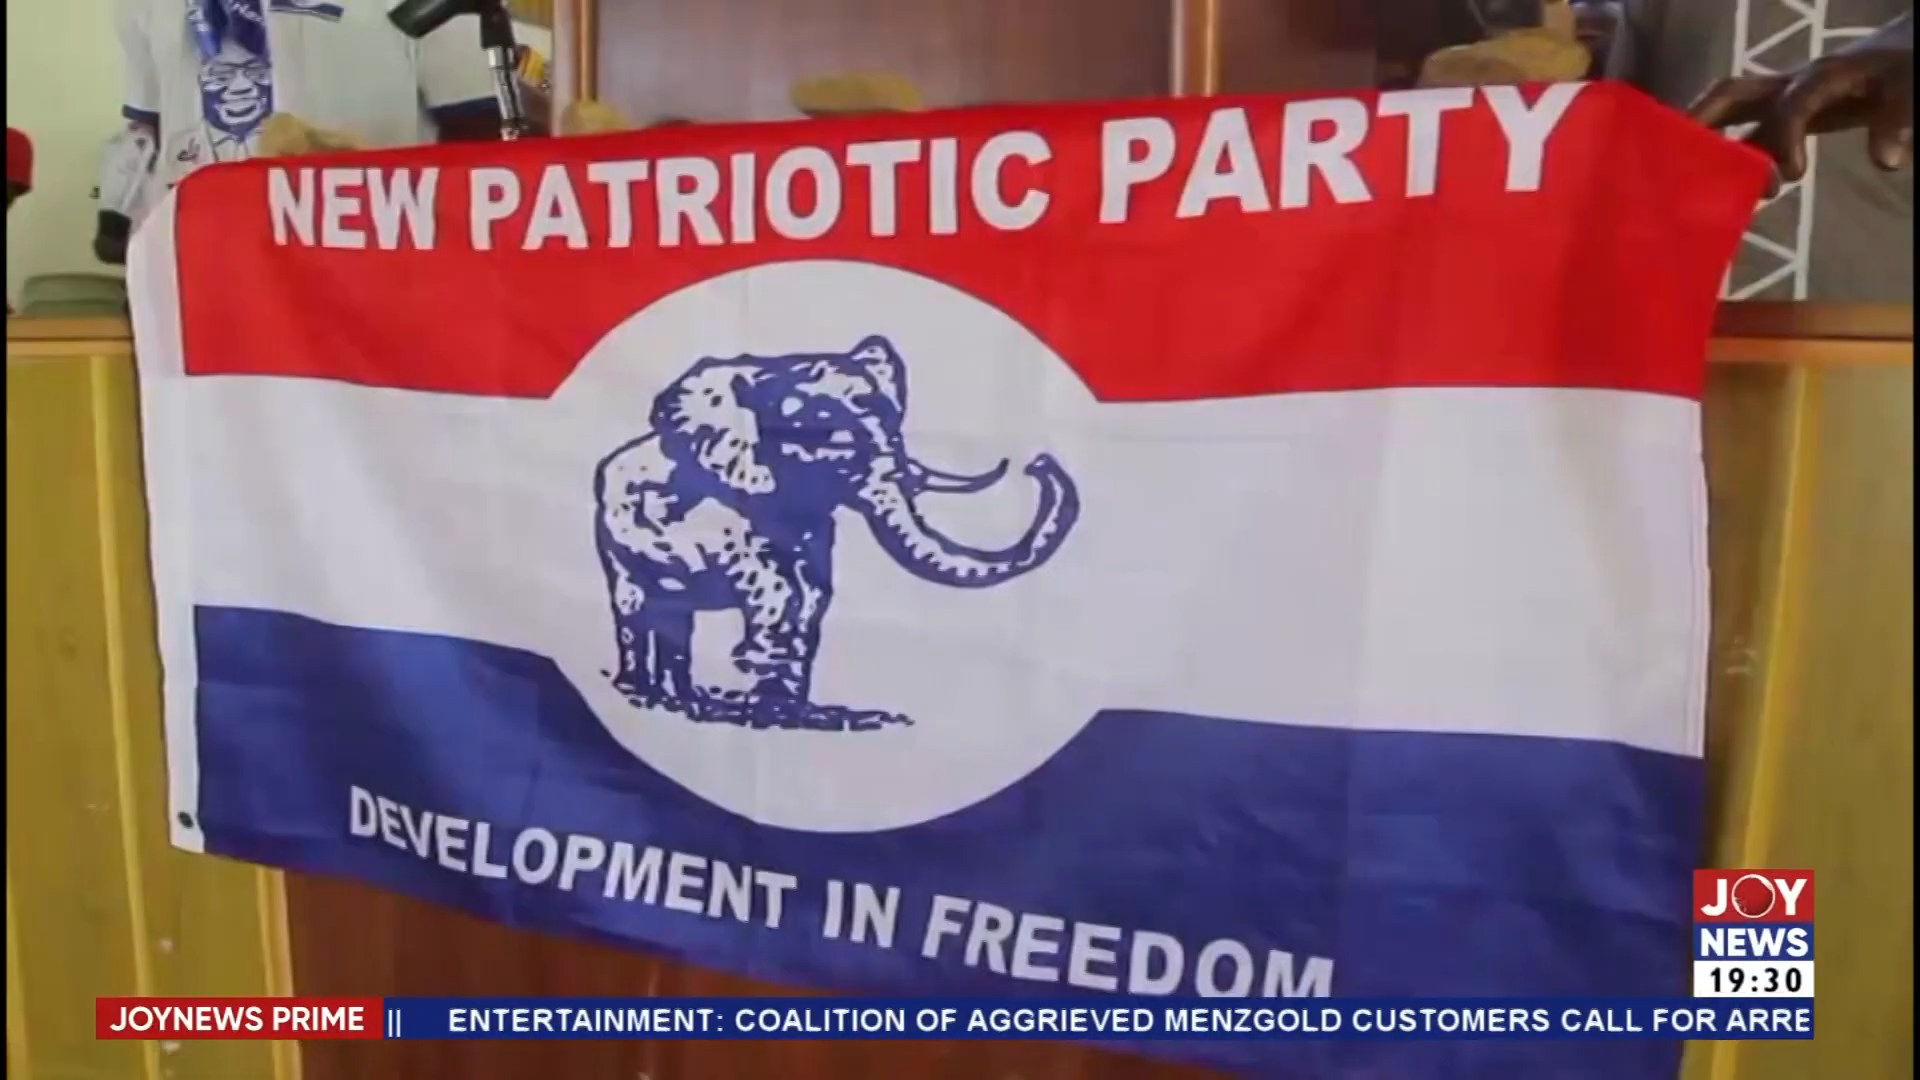 NEW PATRIOTIC PARTY
DEVELOPMENT IN FREEDOM
JOY
NEWS
19:30
JOYNEWS PRIME || ENTERTAINMENT: COALITION OF AGGRIEVED MENZGOLD CUSTOMERS CALL FOR ARRE